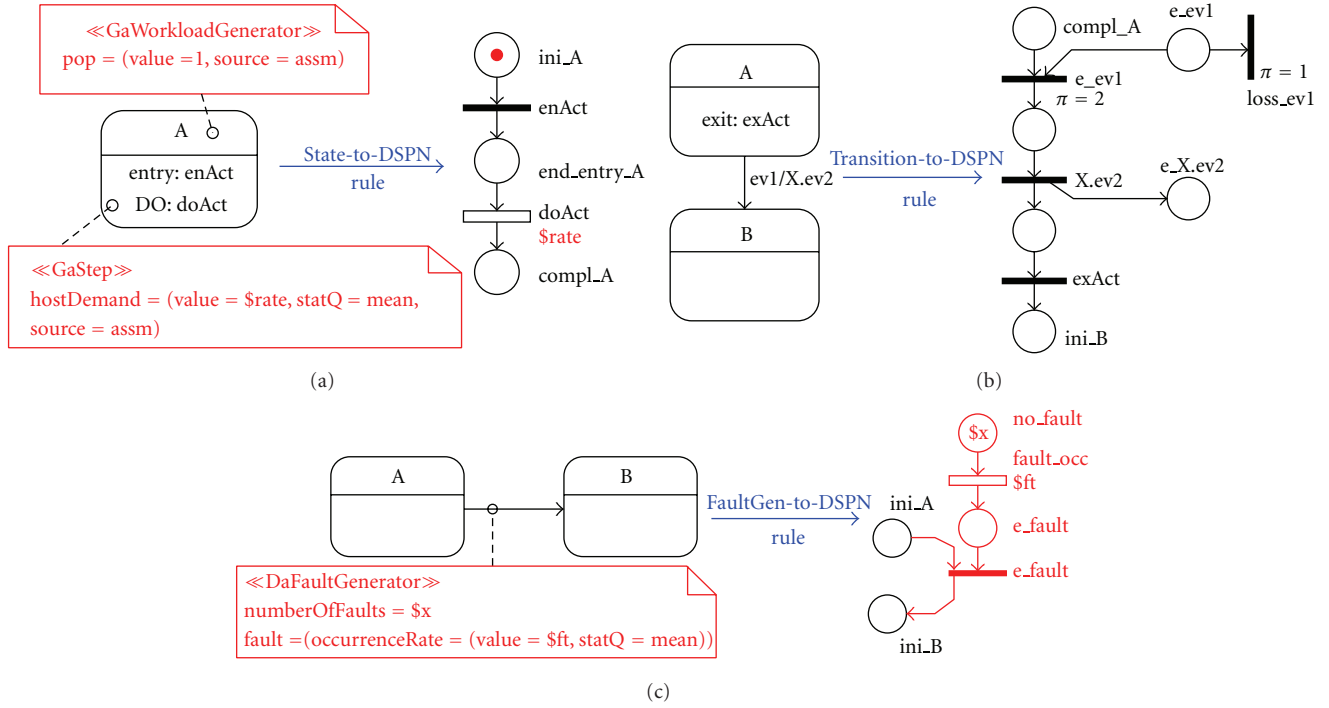 ≪GaWorkloadGenerator≫
pop = (value =1, source = assm)
A
entry: enAct
DO: doAct
≪GaStep≫
hostDemand = (value = $rate, statQ = mean,
source = assm)
State-to-DSPN
rule
ini_A
enAct
end_entry_A
doAct
$rate
compl_A
(a)
A
exit: exAct
ev1/X.ev2
B
Transition-to-DSPN
rule
compl_A
e_ev1
e_ev1
π = 2
π = 1
loss_ev1
X.ev2
e_X.ev2
exAct
ini_B
(b)
A
B
≪DaFaultGenerator≫
numberOfFaults = $x
fault =(occurrenceRate = (value = $ft, statQ = mean))
FaultGen-to-DSPN
rule
$x
no_fault
fault_occ
$ft
ini_A
e_fault
e_fault
ini_B
(c)